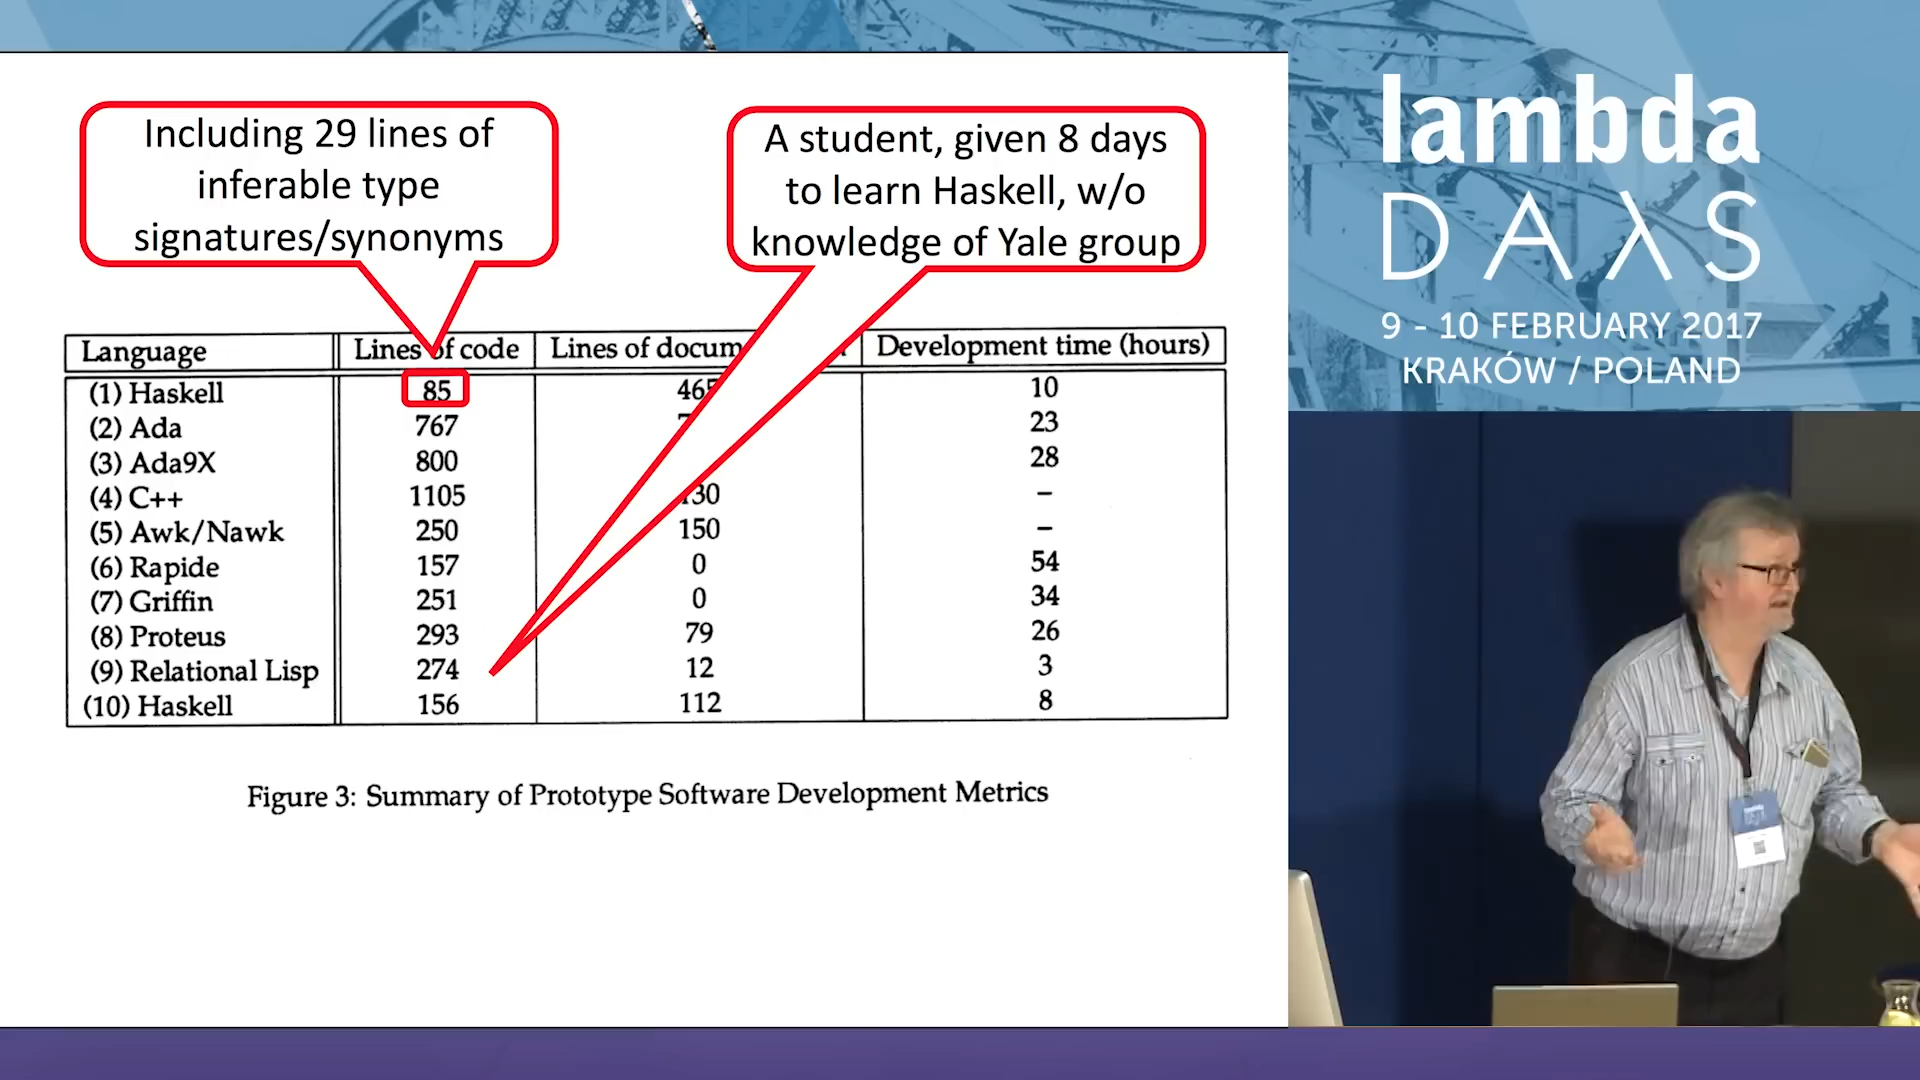 Including 29 lines of
inferable type
signatures/synonyms
A student, given 8 days
to learn Haskell, w/o
knowledge of Yale group
Language Lines of code Lines of Development time (hours)
(1) Haskell 85 465 10
(2) Ada 767 23
(3) Ada9X 800 28
(4) C++ 1105 –
(5) Awk/Nawk 250 150 –
(6) Rapide 157 0 54
(7) Griffin 251 0 34
(8) Proteus 293 79 26
(9) Relational Lisp 274 12 3
(10) Haskell 156 112 8
Figure 3: Summary of Prototype Software Development Metrics
lambda
DAλS
9 - 10 FEBRUARY 2017
KRAKÓW / POLAND